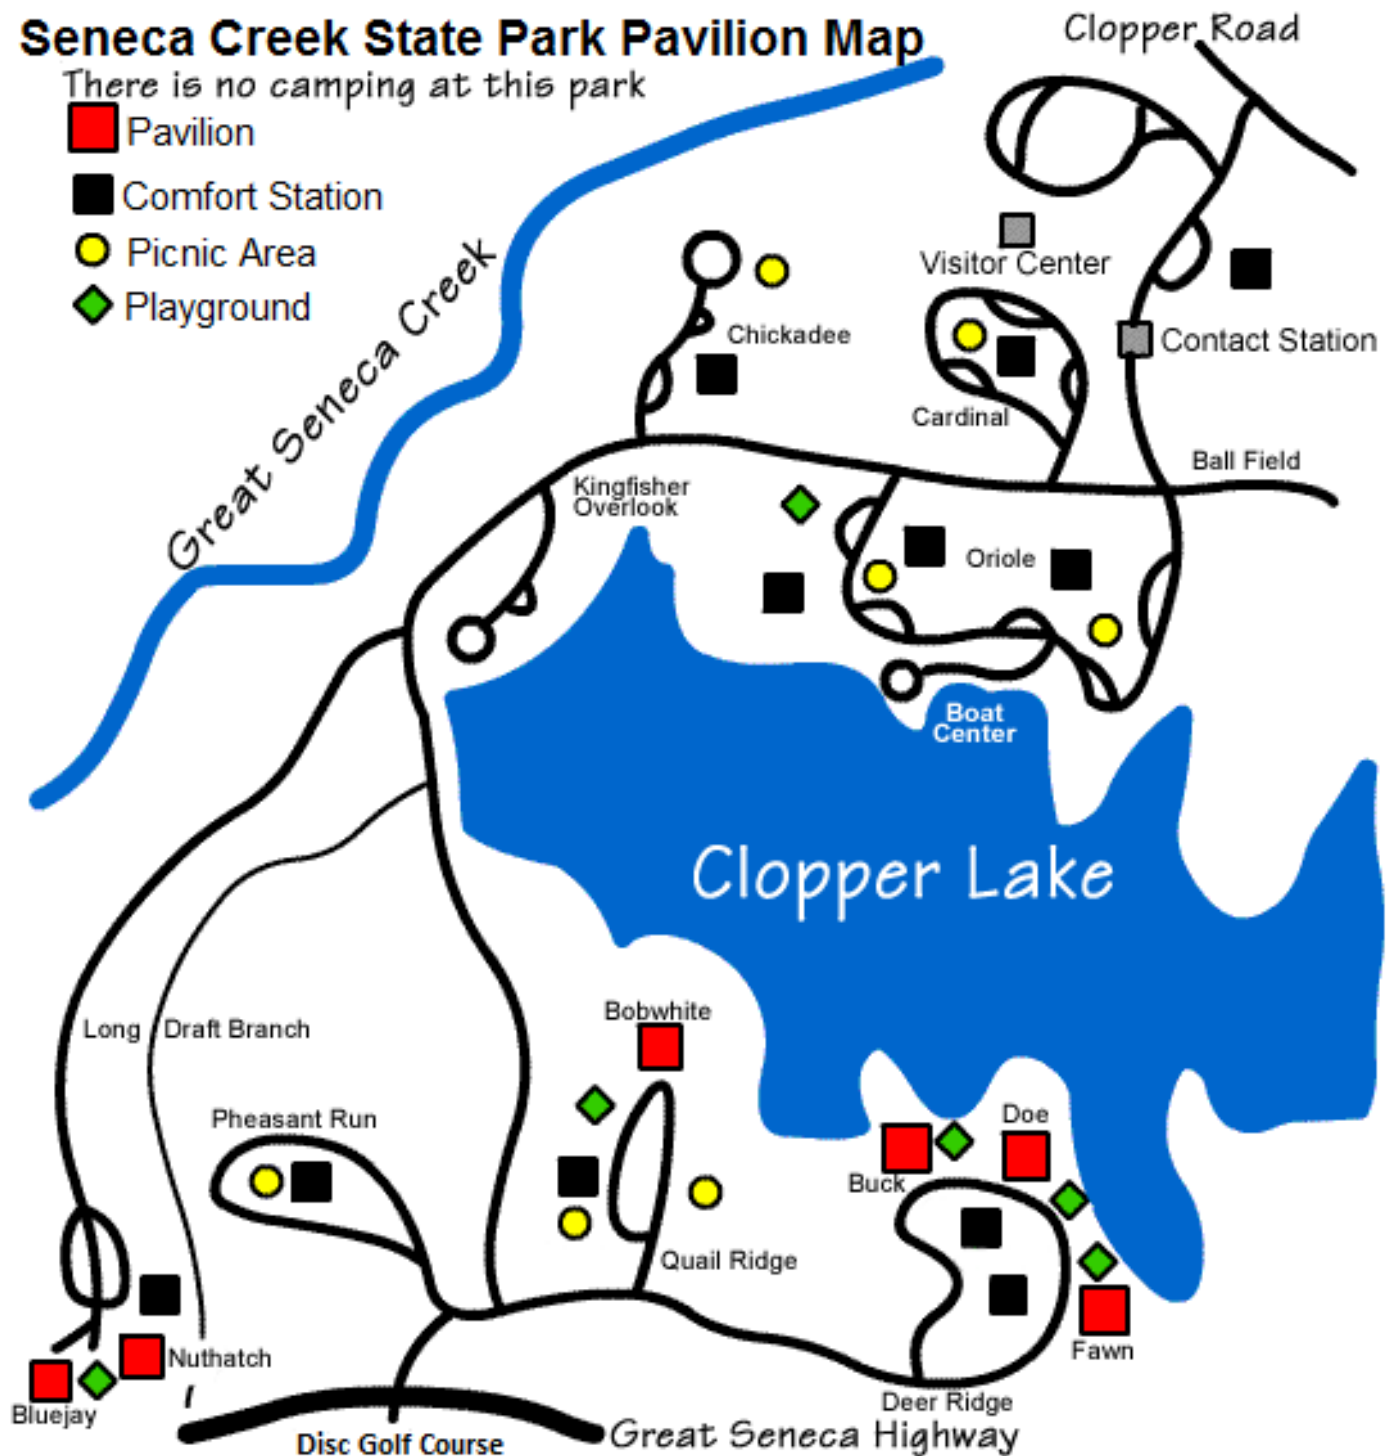 Seneca Creek State Park Pavilion Map
There is no camping at this park
Pavilion
Comfort Station
Picnic Area
Playground
Clopper Road
Great Seneca Creek
Visitor Center
Contact Station
Chickadee
Cardinal
Ball Field
Kingfisher
Overlook
Oriole
Boat
Center
Clopper Lake
Bobwhite
Long Draft Branch
Pheasant Run
Doe
Buck
Quail Ridge
Fawn
Nuthatch
Bluejay
Deer Ridge
Great Seneca Highway
Disc Golf Course